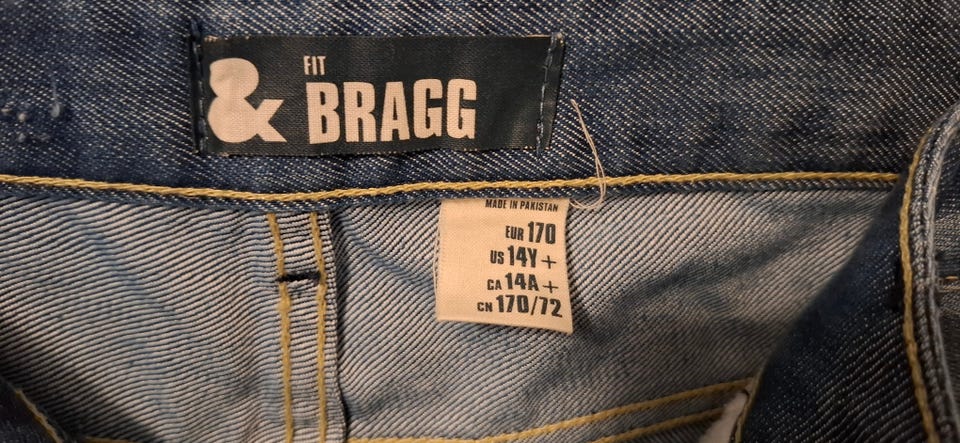 &
FIT
BRAGG
MADE IN PAKISTAN
EUR 170
US 14Y +
CA 14A +
CN 170/72